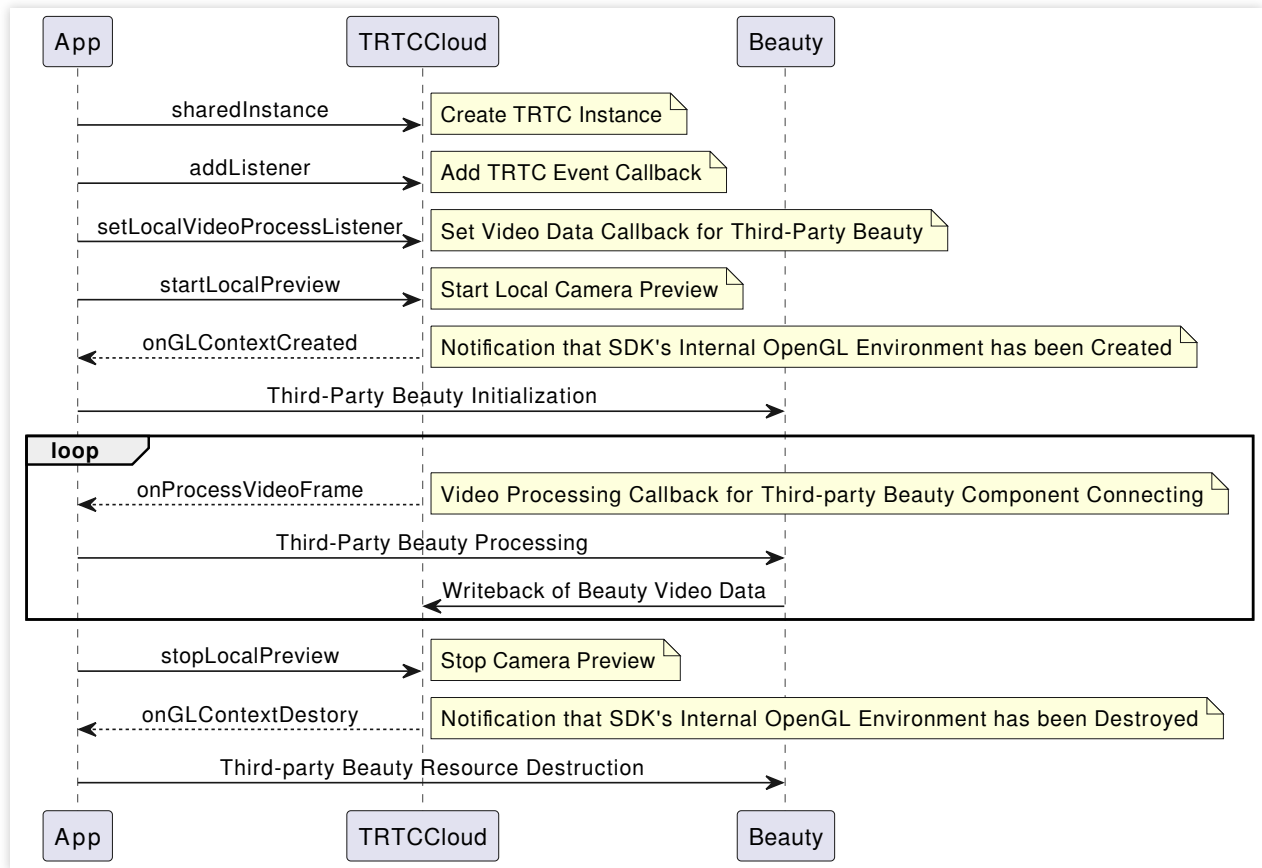 App TRTCCloud Beauty
sharedInstance Create TRTC Instance
addListener Add TRTC Event Callback
setLocalVideoProcessListener Set Video Data Callback for Third-Party Beauty
startLocalPreview Start Local Camera Preview
onGLContextCreated Notification that SDK's Internal OpenGL Environment has been Created
Third-Party Beauty Initialization
loop
onProcessVideoFrame Video Processing Callback for Third-party Beauty Component Connecting
Third-Party Beauty Processing
Writeback of Beauty Video Data
stopLocalPreview Stop Camera Preview
onGLContextDestory Notification that SDK's Internal OpenGL Environment has been Destroyed
Third-party Beauty Resource Destruction
App TRTCCloud Beauty